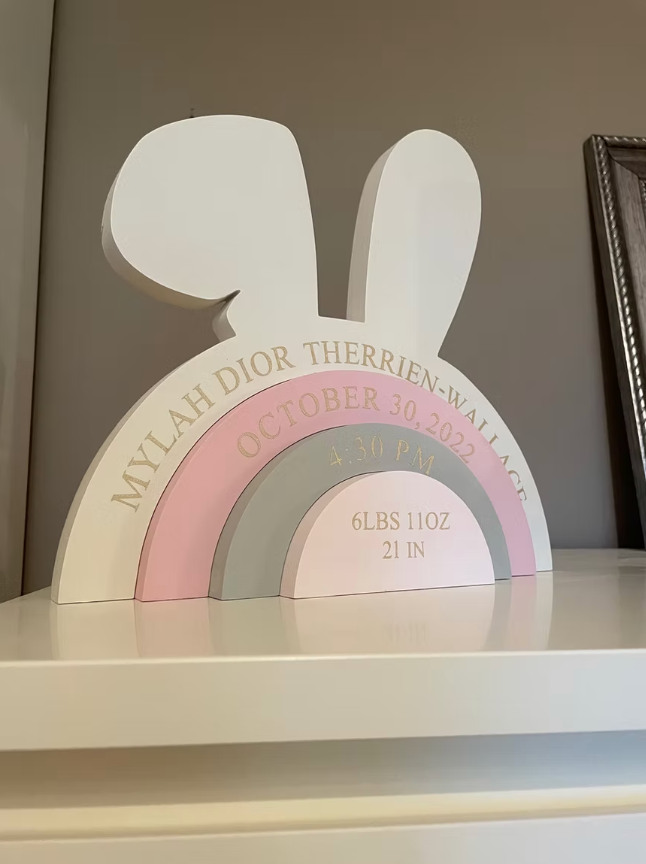 MYLAH DIOR THERRIEN-WALLACE
OCTOBER 30, 2022
4:30 PM
6LBS 11OZ
21 IN